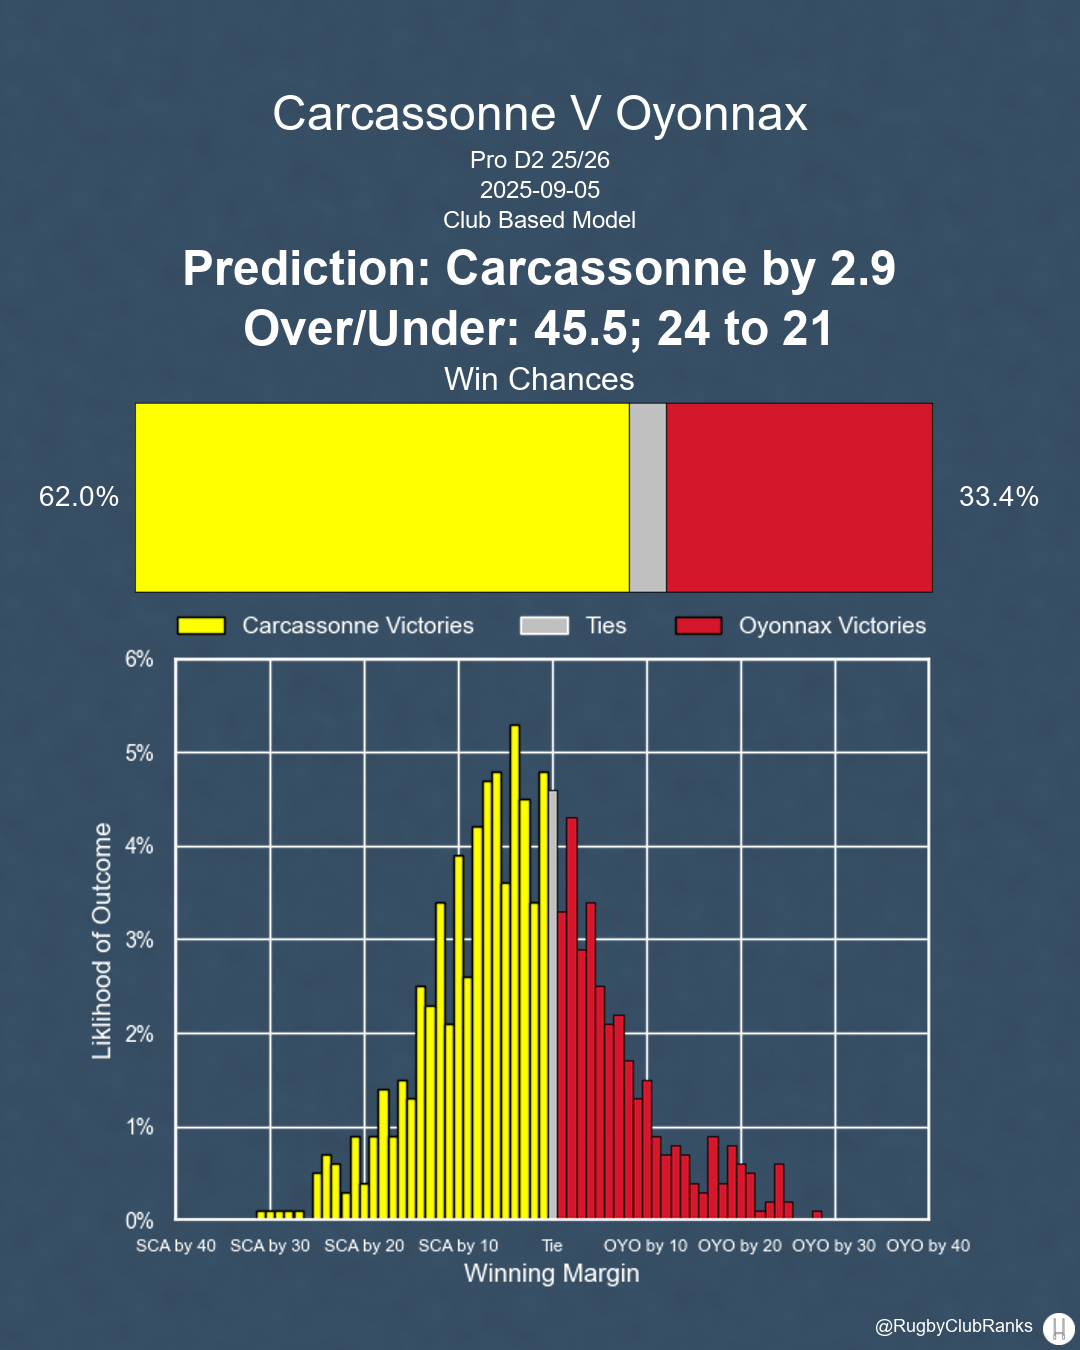 Carcassonne V Oyonnax
Pro D2 25/26
2025-09-05
Club Based Model
Prediction: Carcassonne by 2.9
Over/Under: 45.5; 24 to 21
Win Chances
62.0%
33.4%
Carcassonne Victories
Ties
Oyonnax Victories
6%
5%
4%
3%
2%
1%
0%
Liklihood of Outcome
SCA by 40
SCA by 30
SCA by 20
SCA by 10
Tie
OYO by 10
OYO by 20
OYO by 30
OYO by 40
Winning Margin
@RugbyClubRanks